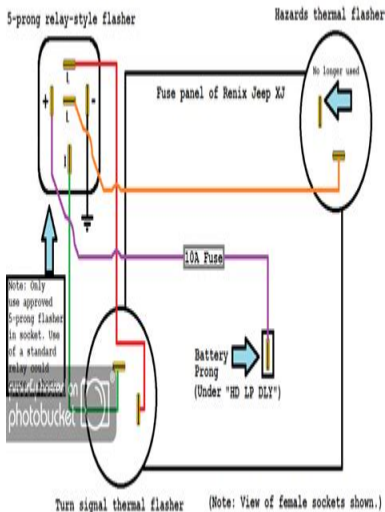 5-prong relay-style flasher
Hazards thermal flasher
No longer used
Fuse panel of Renix Jeep XJ
+
-
L
L
10A Fuse
Note: Only
use approved
5-prong flasher
in socket. Use
of a standard
relay could
Battery
Prong
(Under "HD LP DLY")
photobucket
Turn signal thermal flasher
(Note: View of female sockets shown.)